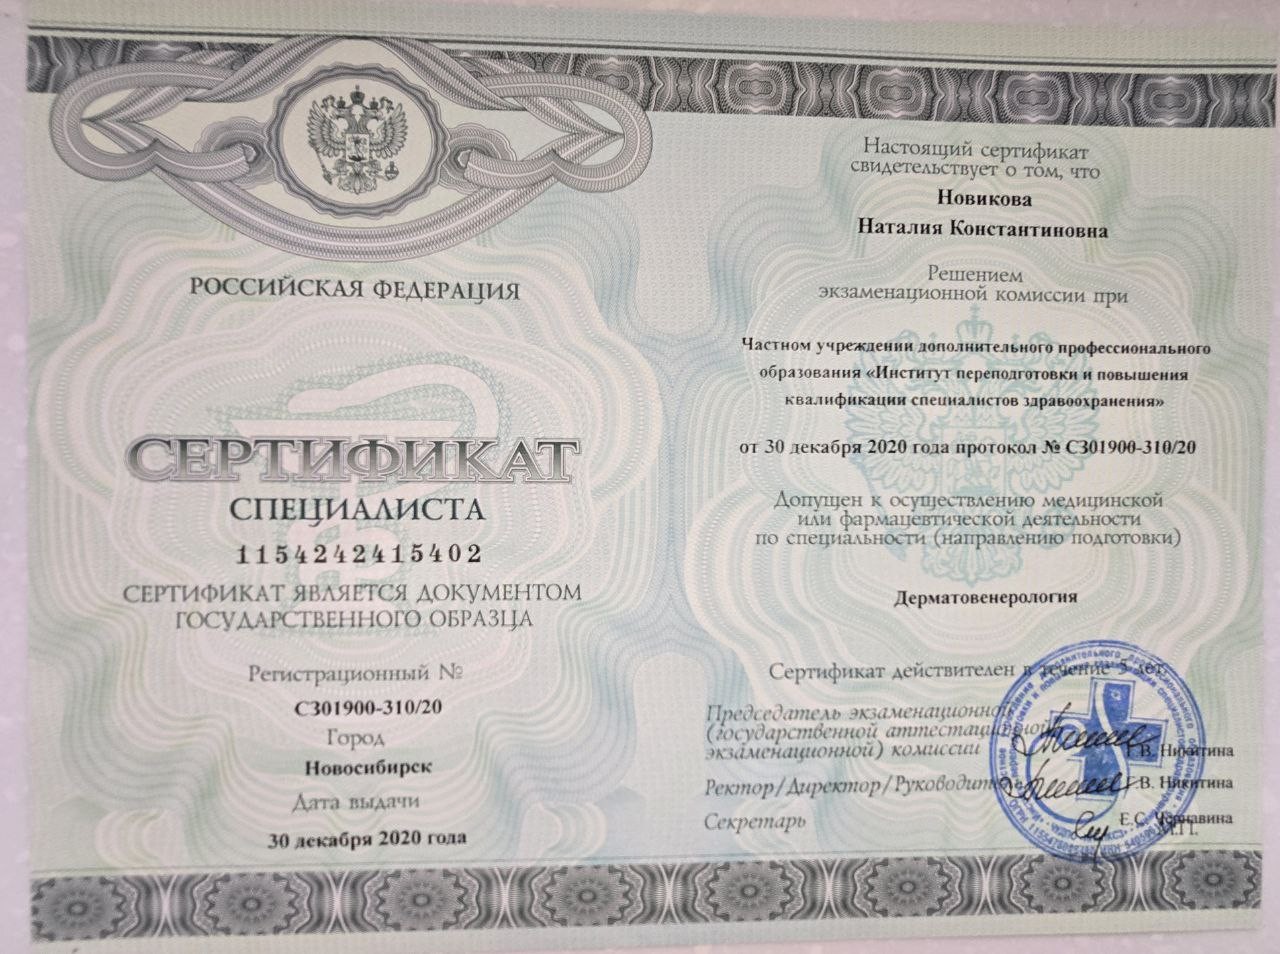 РОССИЙСКАЯ ФЕДЕРАЦИЯ
СЕРТИФИКАТ
СПЕЦИАЛИСТА
1154242415402
СЕРТИФИКАТ ЯВЛЯЕТСЯ ДОКУМЕНТОМ
ГОСУДАРСТВЕННОГО ОБРАЗЦА
Регистрационный №
С301900-310/20
Город
Новосибирск
Дата выдачи
30 декабря 2020 года
Настоящий сертификат
свидетельствует о том, что
Новикова
Наталия Константиновна
Решением
экзаменационной комиссии при
Частном учреждении дополнительного профессионального
образования «Институт переподготовки и повышения
квалификации специалистов здравоохранения»
от 30 декабря 2020 года протокол № С301900-310/20
Допущен к осуществлению медицинской
или фармацевтической деятельности
по специальности (направлению подготовки)
Дерматовенерология
Сертификат действителен в течение 5 лет.
Председатель экзаменационной
(государственной аттестационной
экзаменационной) комиссии
Г.В. Никитина
Ректор/Директор/Руководитель
Г.В. Никитина
Секретарь
Е.С.
М.П.